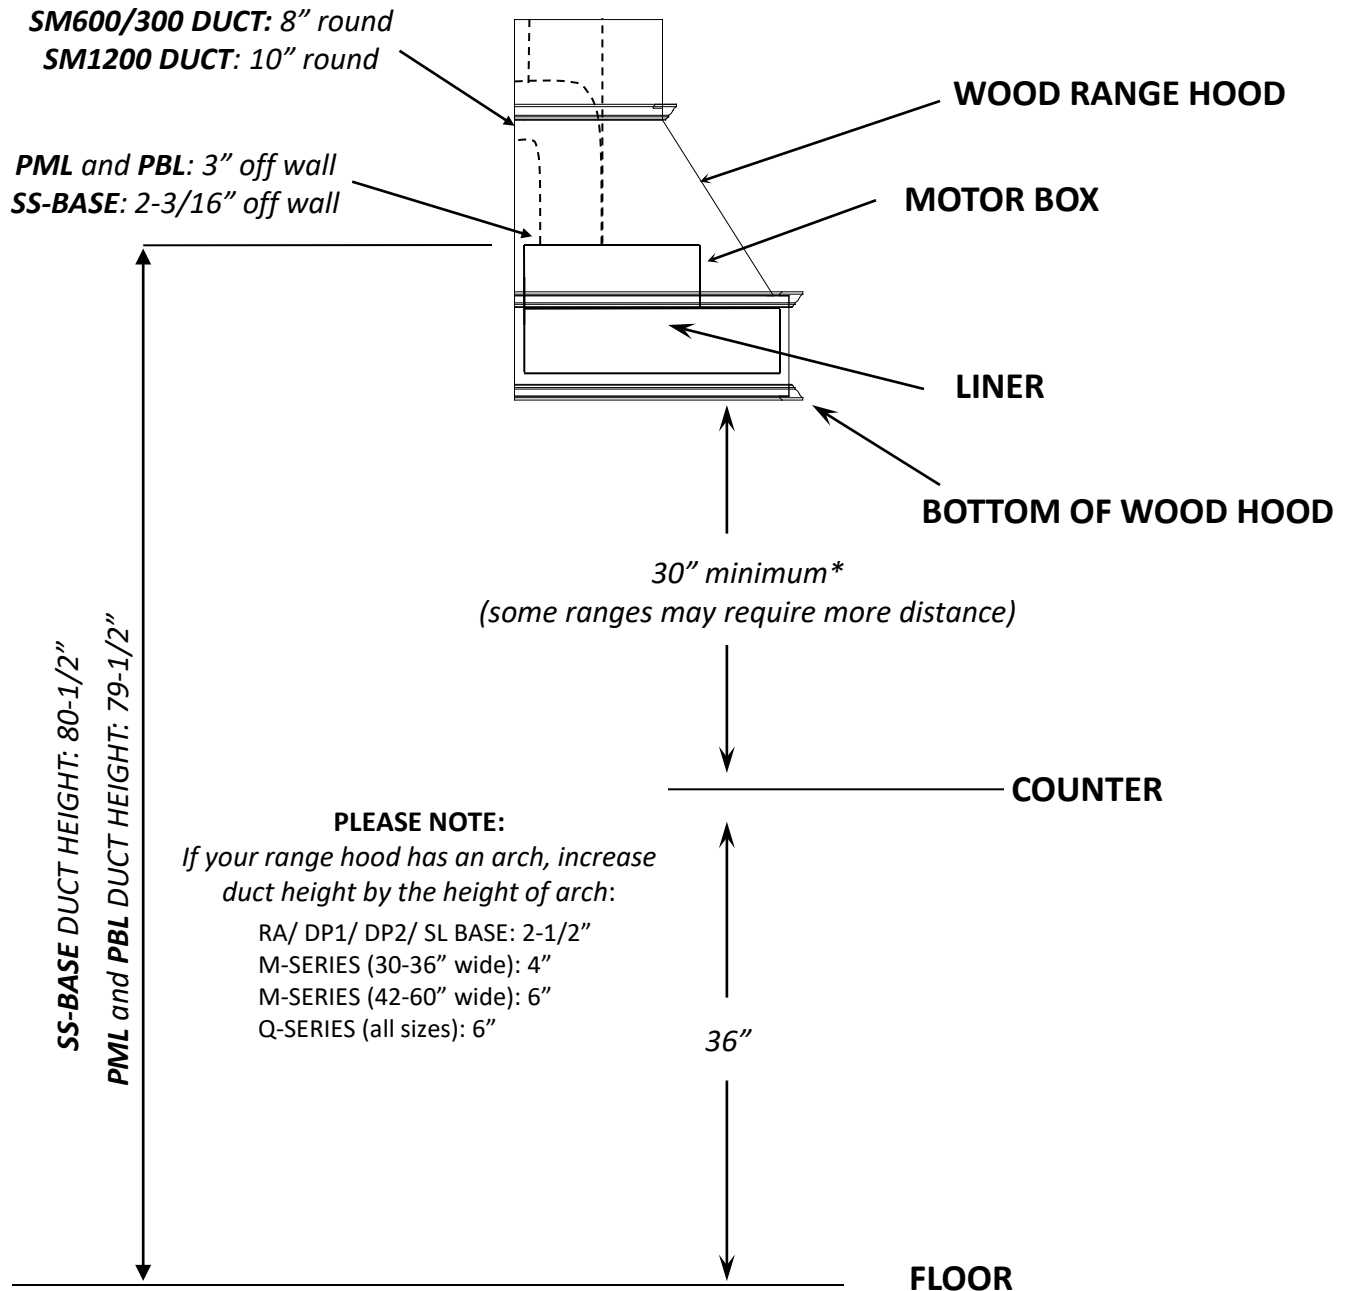 SM600/300 DUCT: 8” round
SM1200 DUCT: 10” round
WOOD RANGE HOOD
PML and PBL: 3” off wall
SS-BASE: 2-3/16” off wall
MOTOR BOX
LINER
BOTTOM OF WOOD HOOD
30” minimum*
(some ranges may require more distance)
SS-BASE DUCT HEIGHT: 80-1/2”
PML and PBL DUCT HEIGHT: 79-1/2”
COUNTER
PLEASE NOTE:
If your range hood has an arch, increase
duct height by the height of arch:
RA/ DP1/ DP2/ SL BASE: 2-1/2”
M-SERIES (30-36” wide): 4”
M-SERIES (42-60” wide): 6”
Q-SERIES (all sizes): 6”
36”
FLOOR